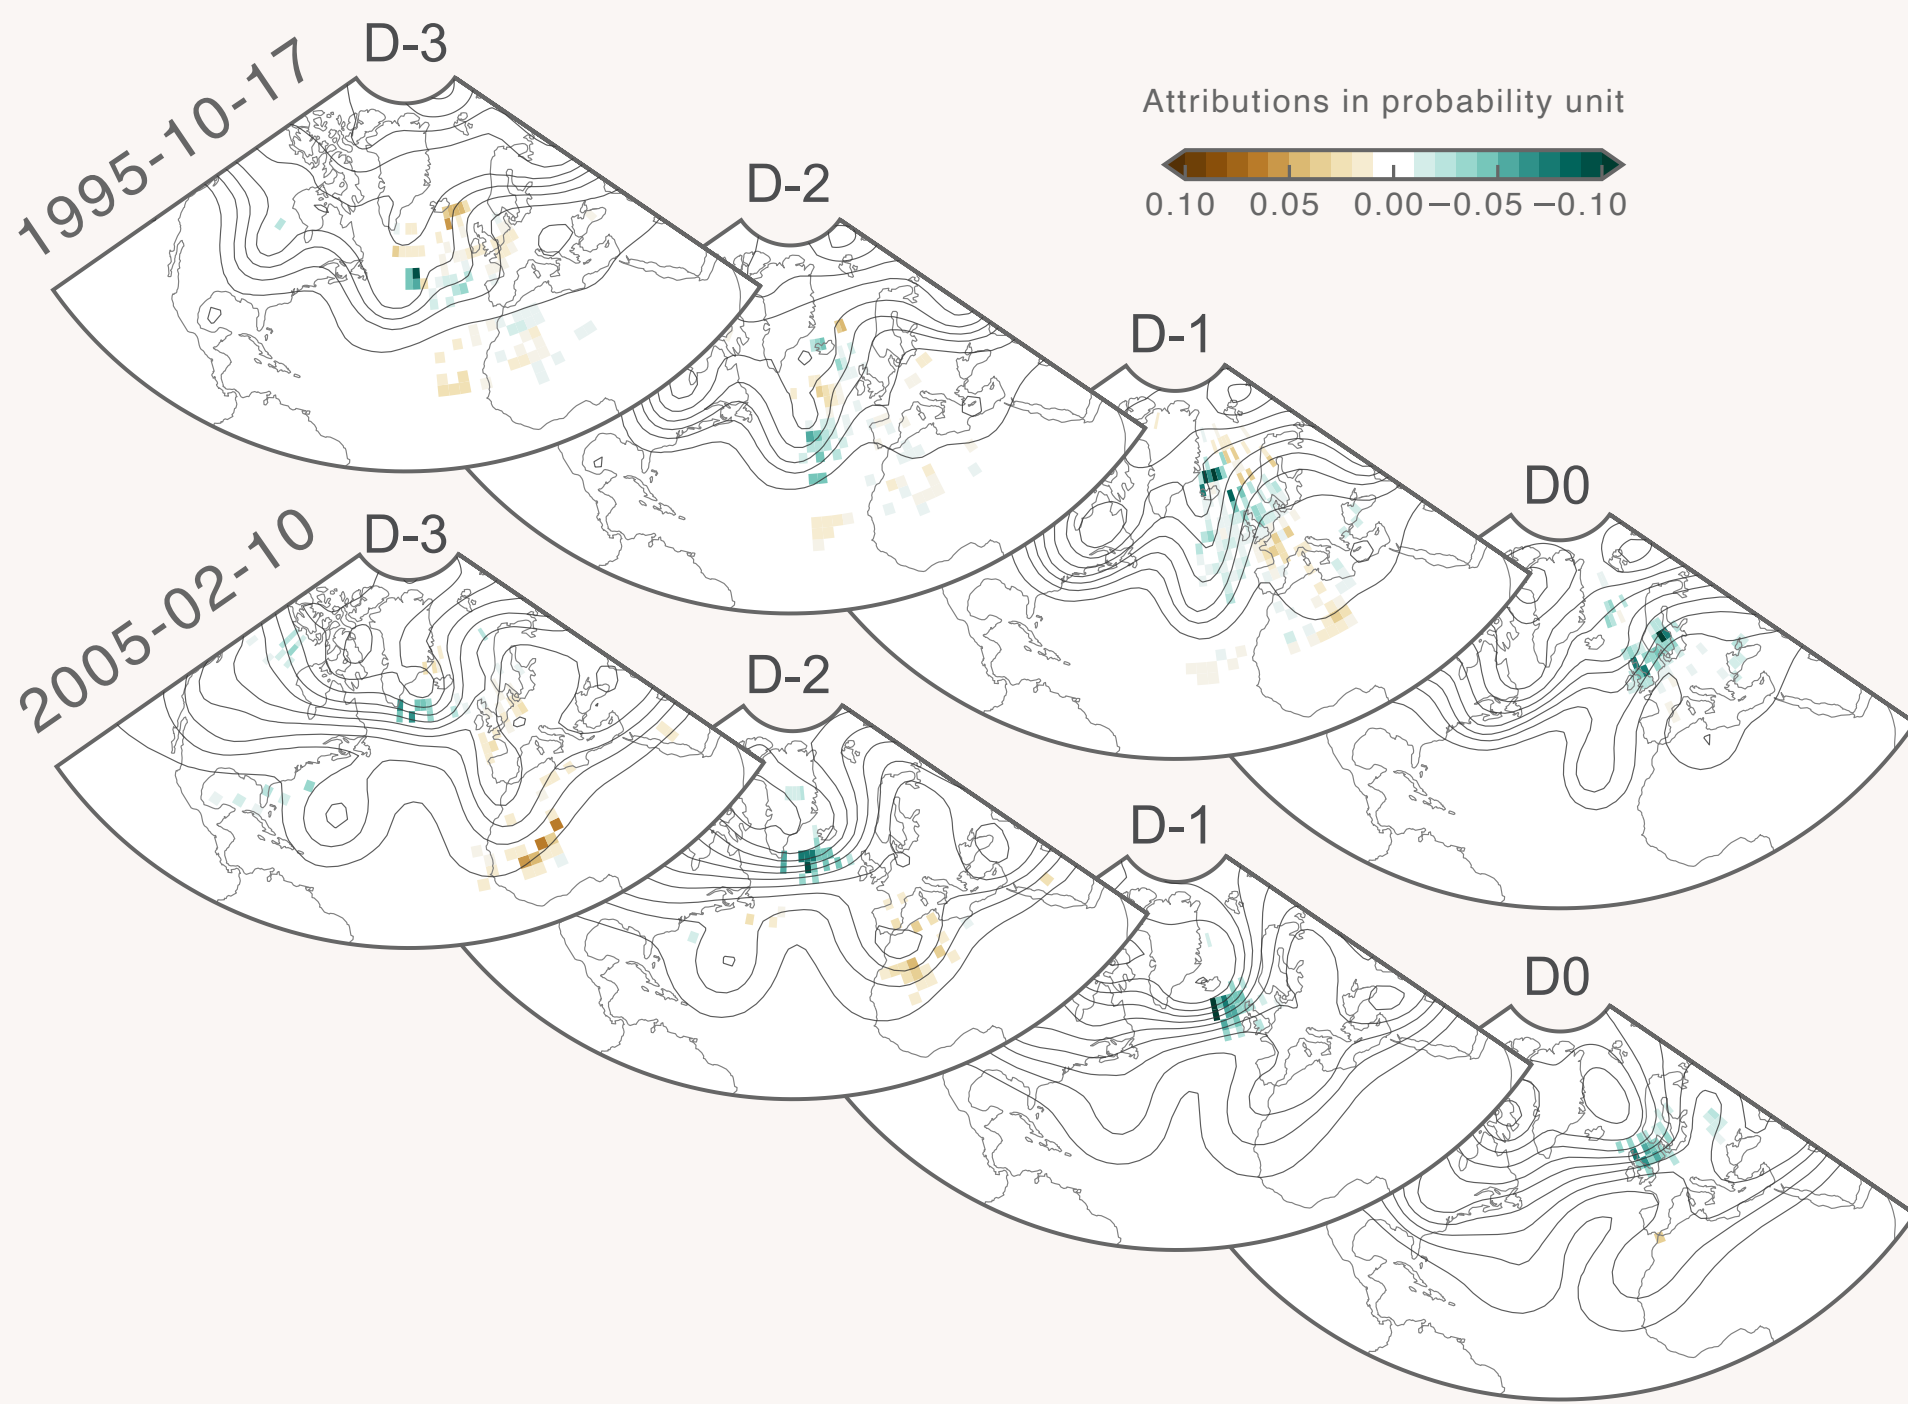 1995-10-17
D-3
D-2
D-1
D0
Attributions in probability unit
0.10 0.05 0.00 −0.05 −0.10
2005-02-10
D-3
D-2
D-1
D0